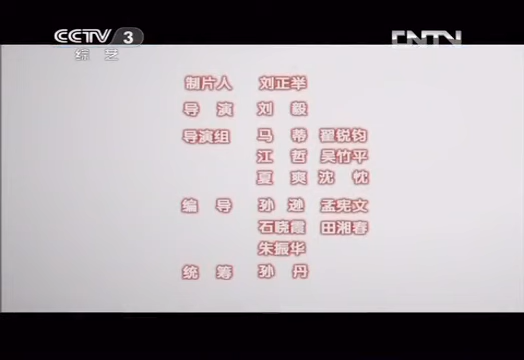 CCTV 3
综艺
CNTV
制片人 刘正举
导 演 刘 毅
导演组 马 蒂 翟锐钧
江 哲 吴竹平
夏 爽 沈 忱
编 导 孙 逊 孟宪文
石晓霞 田湘春
朱振华
统 筹 孙 丹